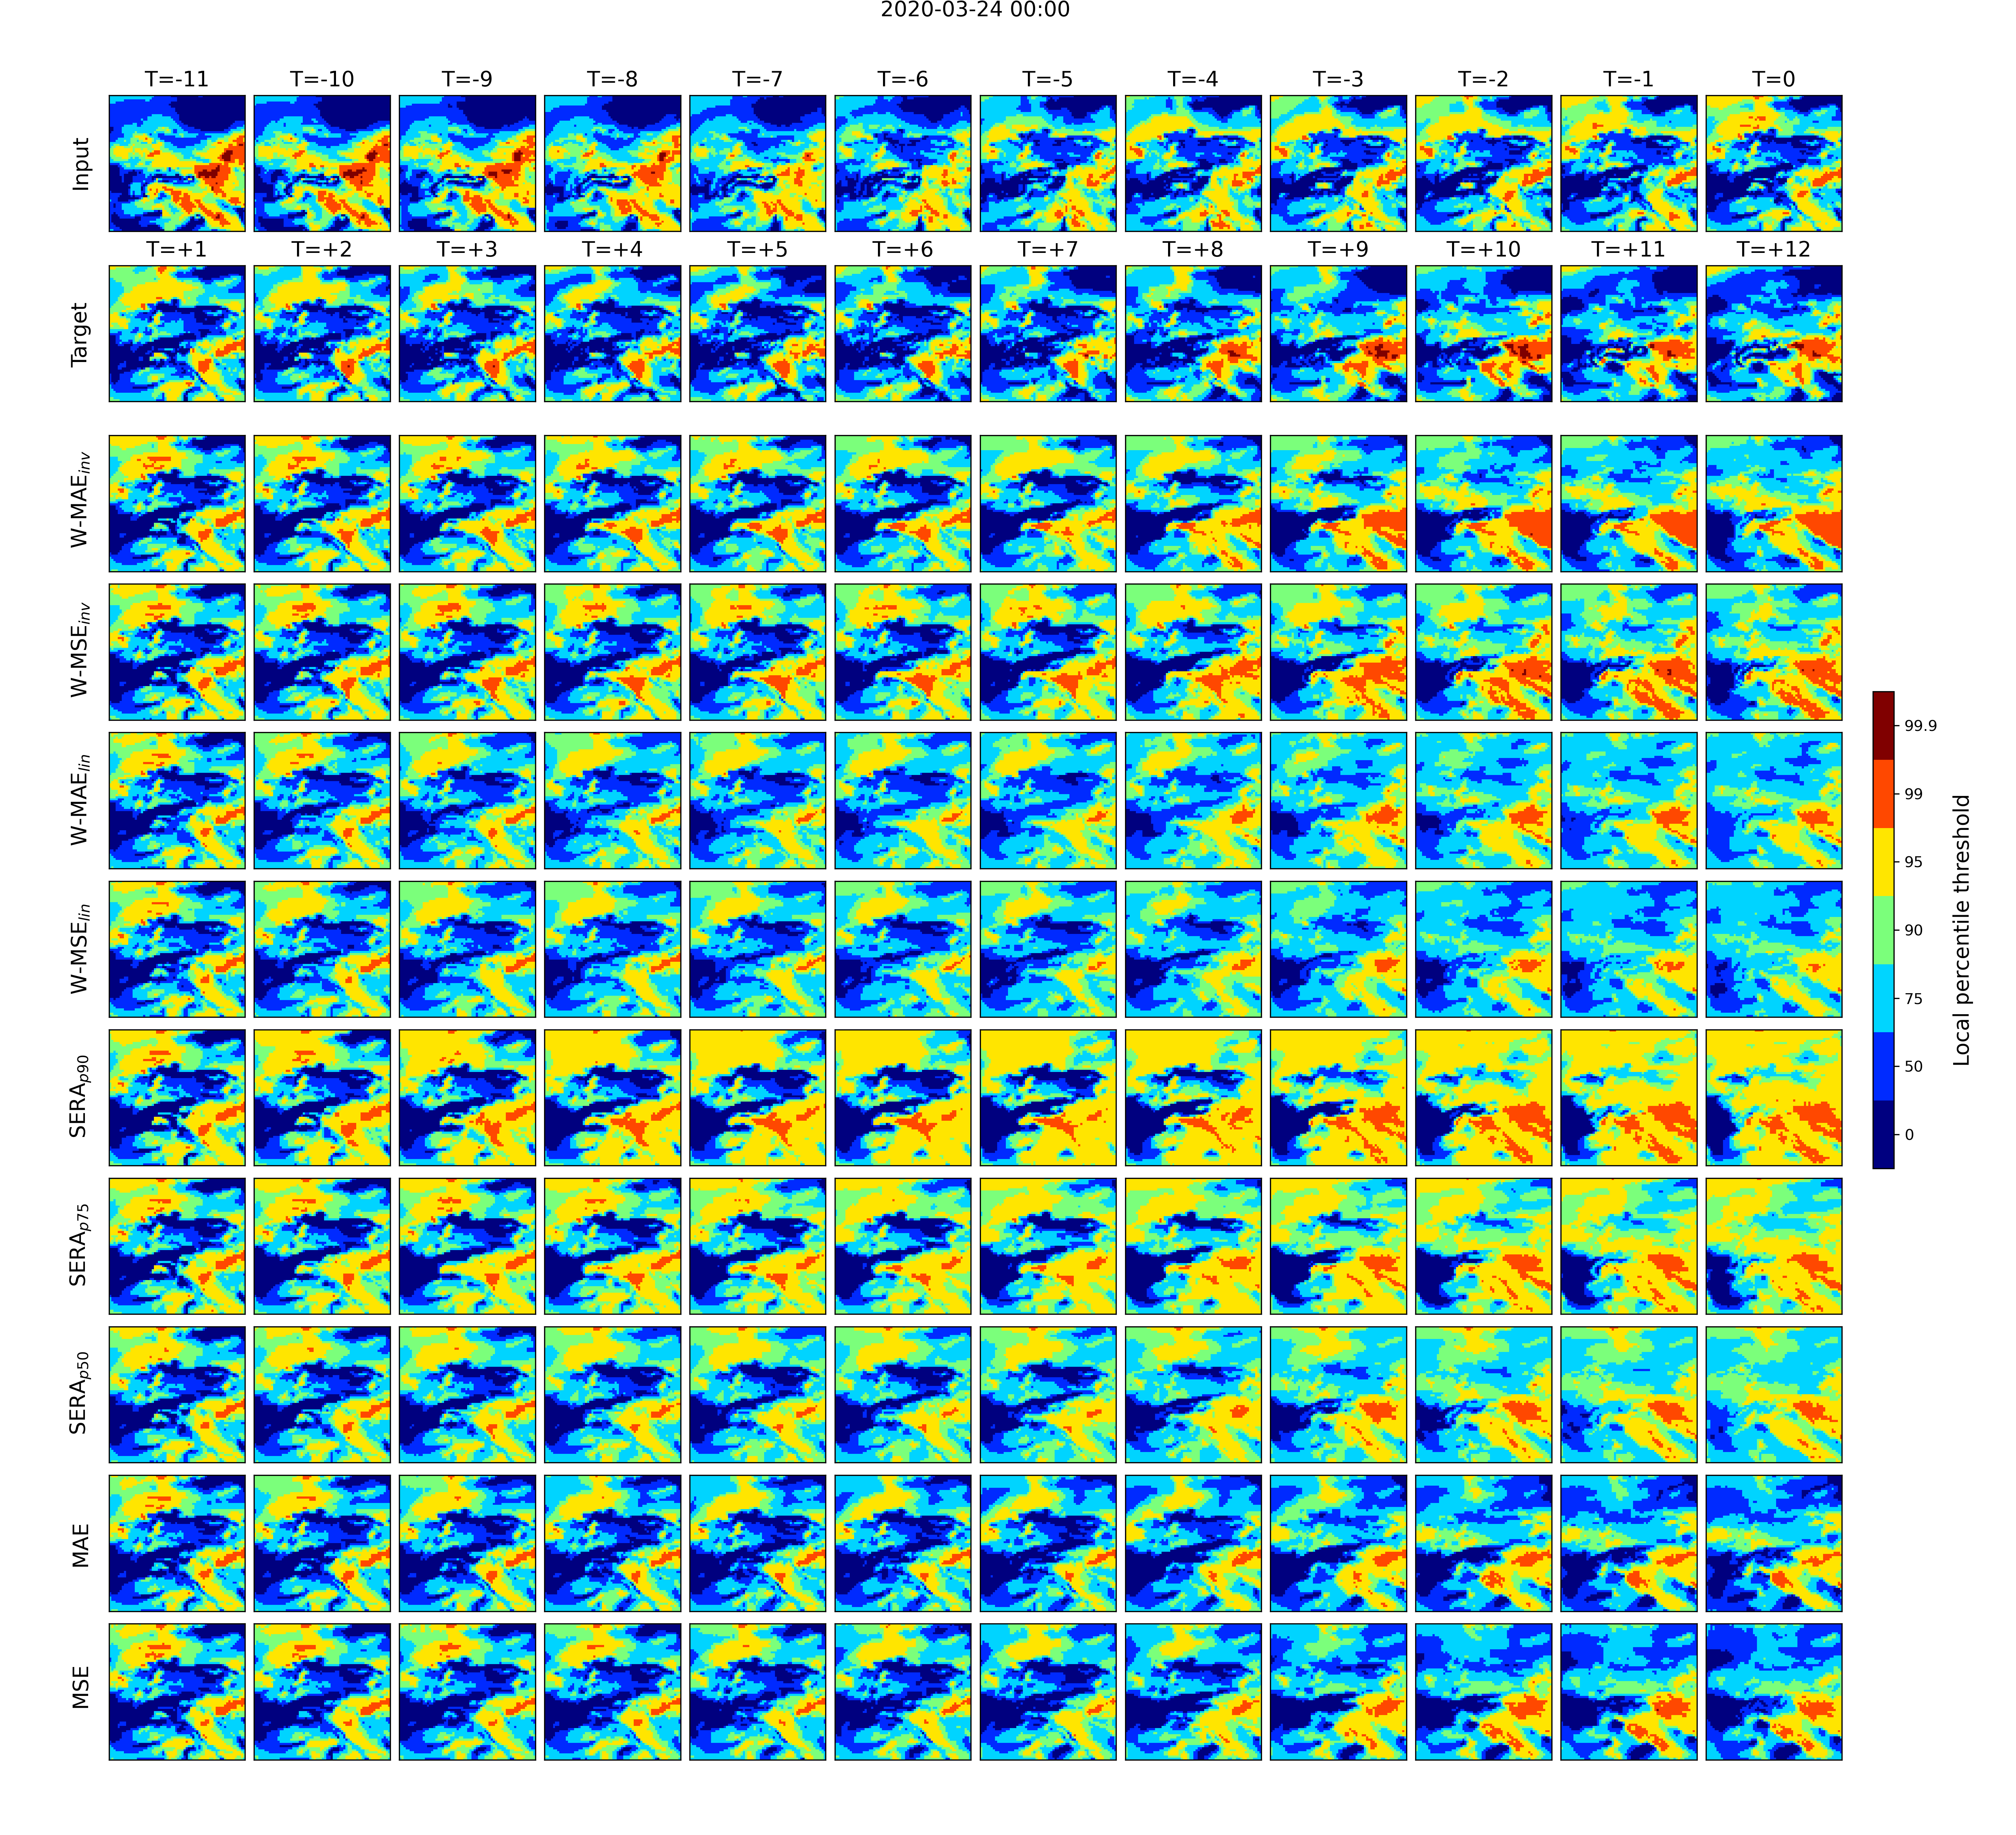 2020-03-24 00:00
T=-11 T=-10 T=-9 T=-8 T=-7 T=-6 T=-5 T=-4 T=-3 T=-2 T=-1 T=0
Input
T=+1 T=+2 T=+3 T=+4 T=+5 T=+6 T=+7 T=+8 T=+9 T=+10 T=+11 T=+12
Target
W-MAE_inv
W-MSE_inv
W-MAE_lin
W-MSE_lin
SERA_p90
SERA_p75
SERA_p50
MAE
MSE
99.9
99
95
90
75
50
0
Local percentile threshold